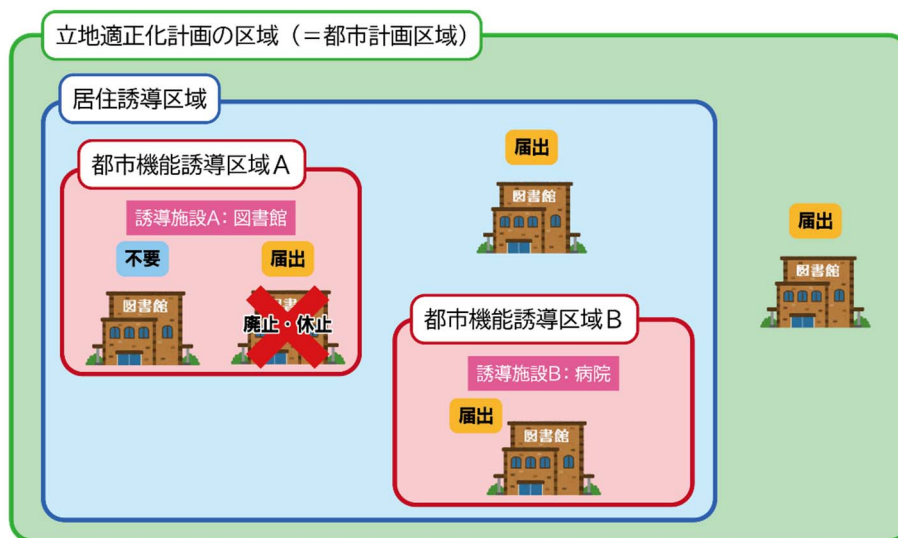 立地適正化計画の区域（＝都市計画区域）
居住誘導区域
都市機能誘導区域A
誘導施設A：図書館
不要
図書館
届出
図書館
廃止・休止
届出
図書館
届出
図書館
都市機能誘導区域B
誘導施設B：病院
届出
図書館